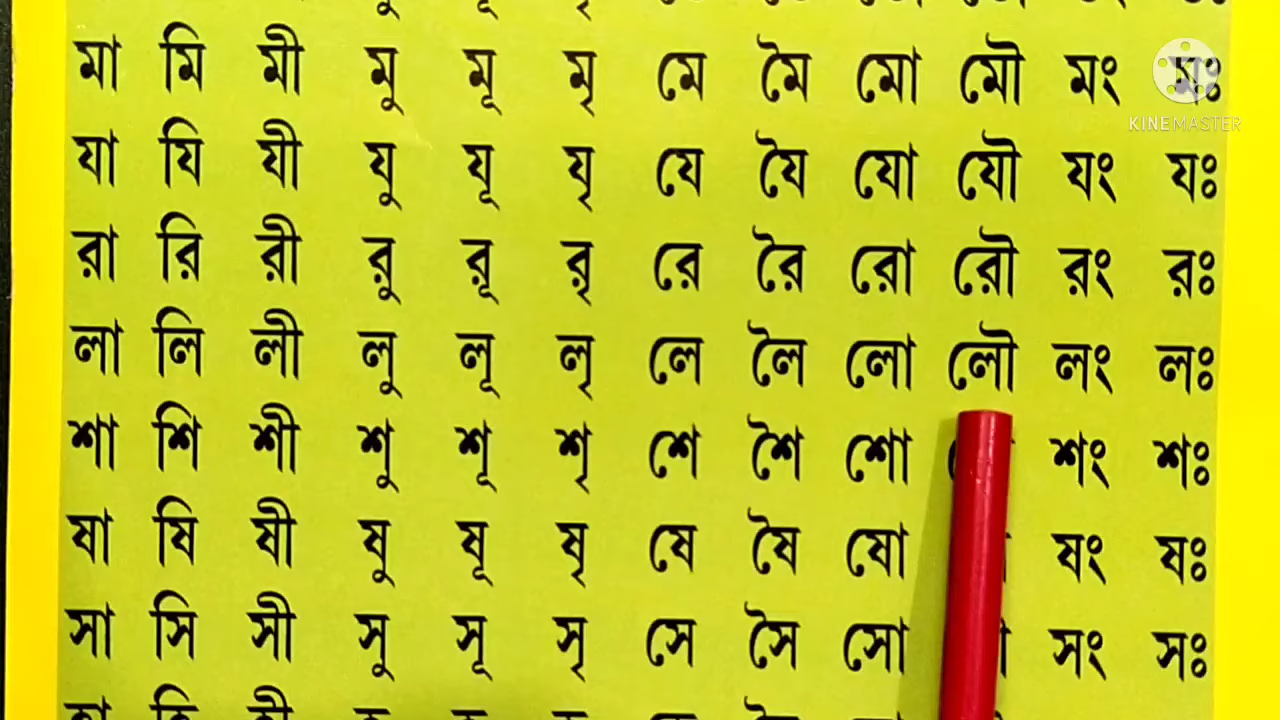 মা মি মী মু মূ মৃ মে মৈ মো মৌ মং মঃ
KINEMASTER
যা যি যী যু যূ যৃ যে যৈ যো যৌ যং যঃ
রা রি রী রু রূ রৃ রে রৈ রো রৌ রং রঃ
লা লি লী লু লূ লৃ লে লৈ লো লৌ লং লঃ
শা শি শী শু শূ শৃ শে শৈ শো শং শঃ
ষা ষি ষী ষু ষূ ষৃ ষে ষৈ ষো ষং ষঃ
সা সি সী সু সূ সৃ সে সৈ সো সং সঃ